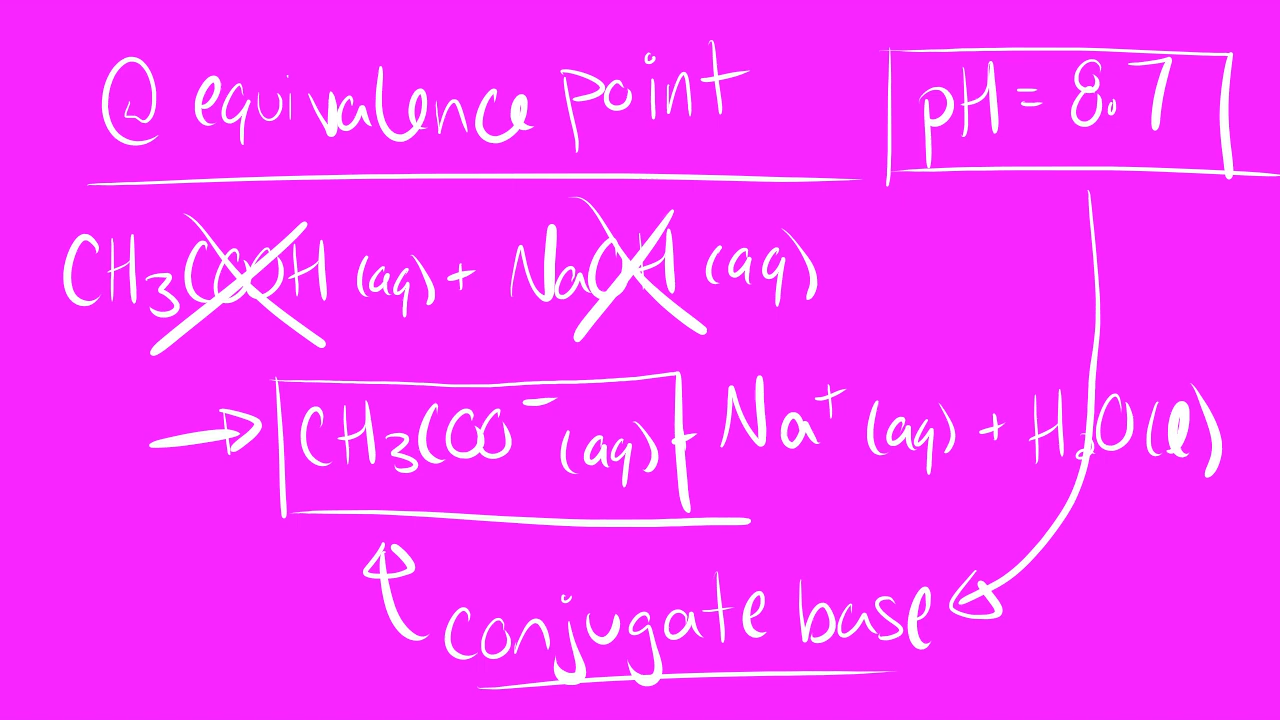 @ equivalence point
pH = 8.7
CH3COOH (aq) + NaOH (aq)
→ CH3COO⁻ (aq) + Na⁺ (aq) + H2O(l)
conjugate base